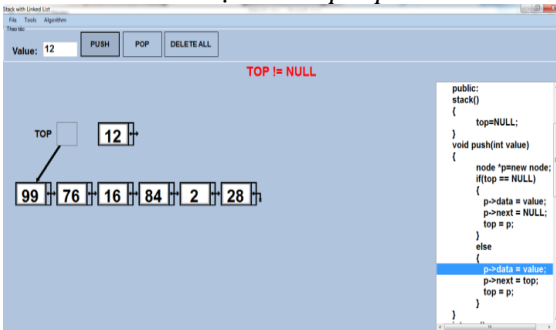 Stack with Linked List
File Tools Algorithm
Value: 12 PUSH POP DELETE ALL
TOP != NULL
TOP 12
99 76 16 84 2 28
public:
stack()
{
top=NULL;
}
void push(int value)
{
node *p=new node;
if(top == NULL)
{
p->data = value;
p->next = NULL;
top = p;
}
else
{
p->data = value;
p->next = top;
top = p;
}
}